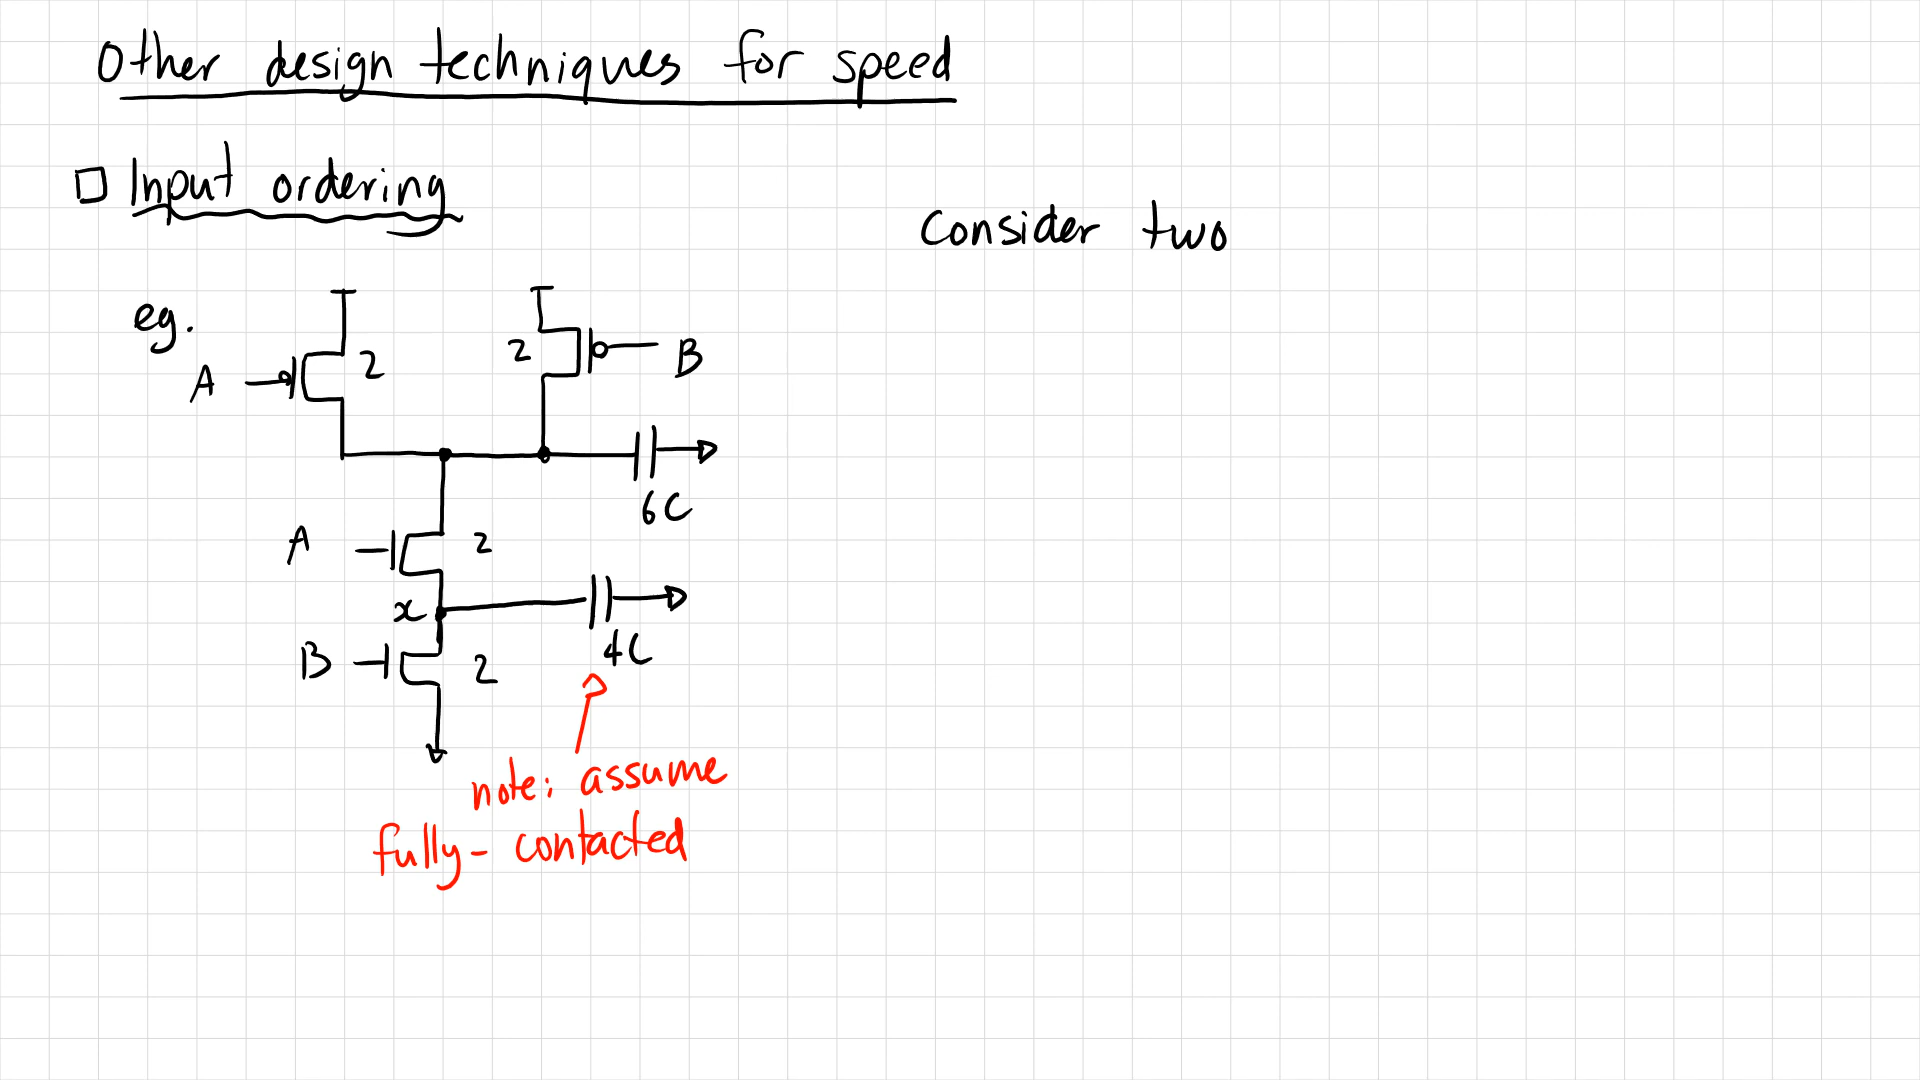 Other design techniques for speed
Input ordering
Consider two
eg.
A 2
2 B
6C
A 2
x
B 2
4C
note: assume
fully-contacted